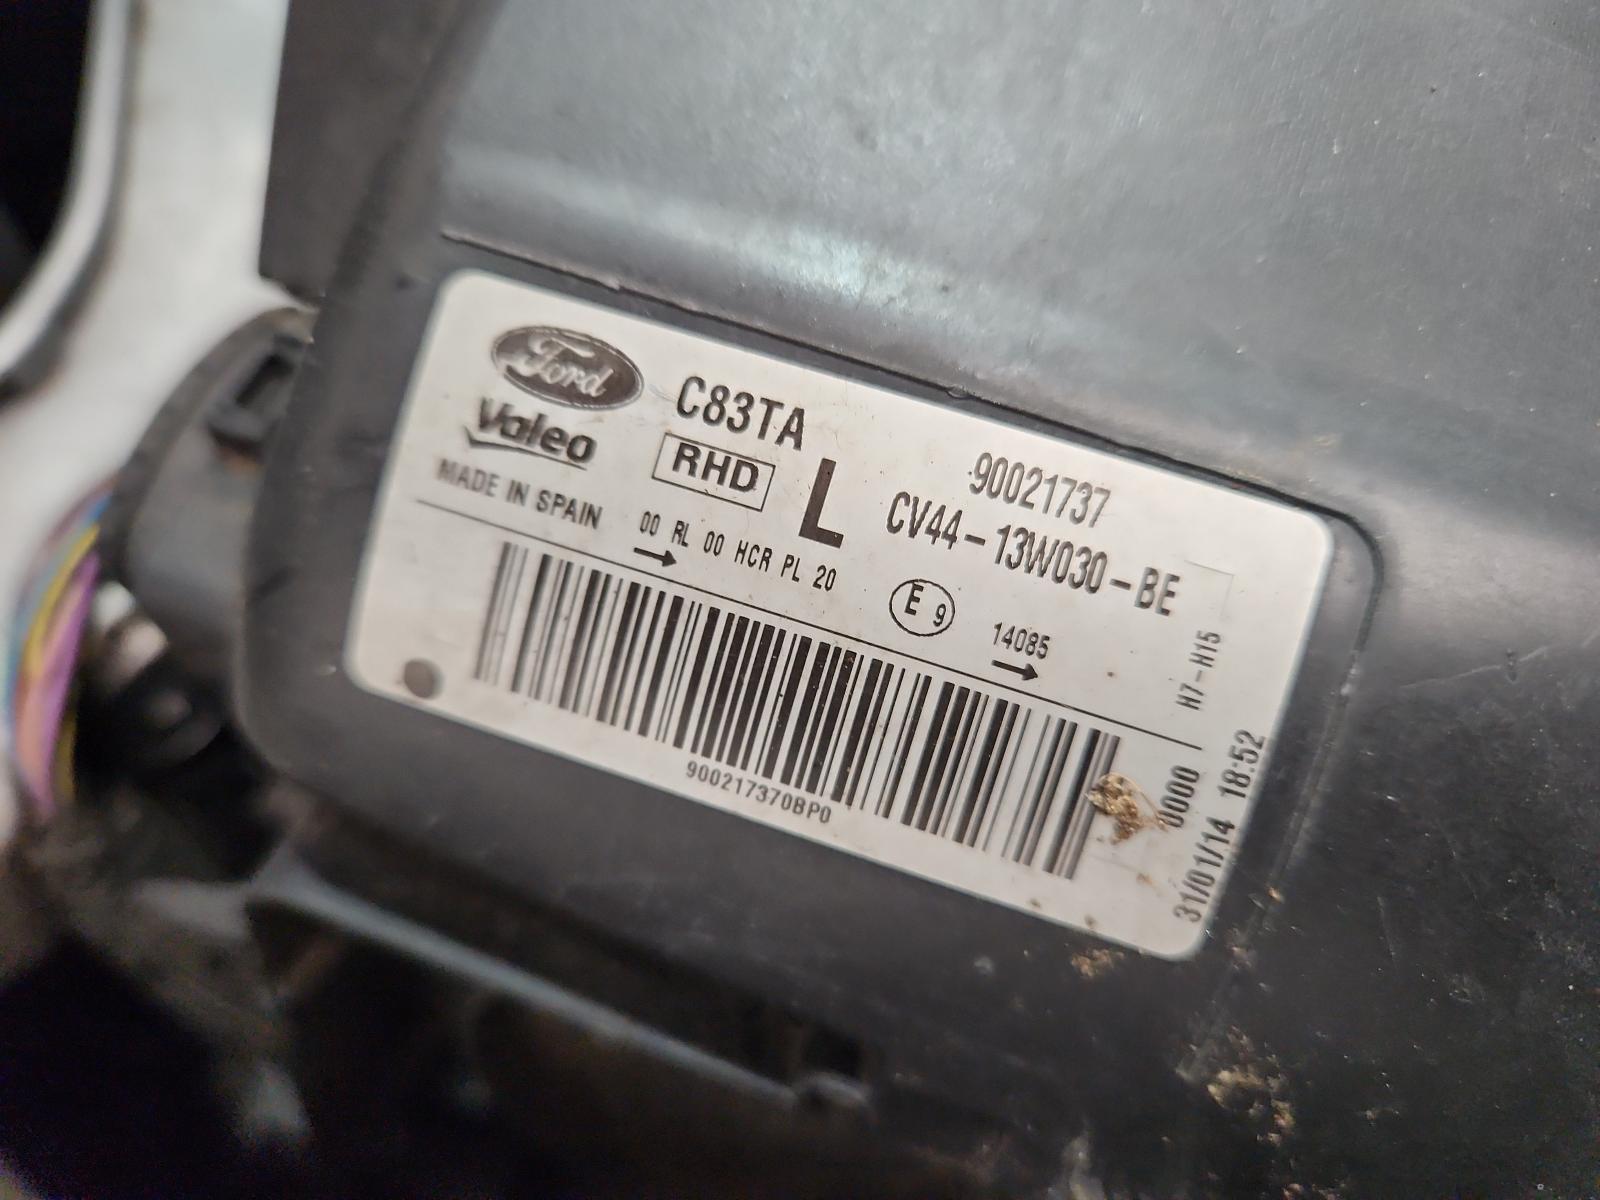 Ford
C83TA
Valeo
RHD
L
90021737
CV44-13W030-BE
MADE IN SPAIN
00 RL 00 HCR PL 20
E 9
14085
H7-H15
900217370BP0
0000
31/01/14 18:52